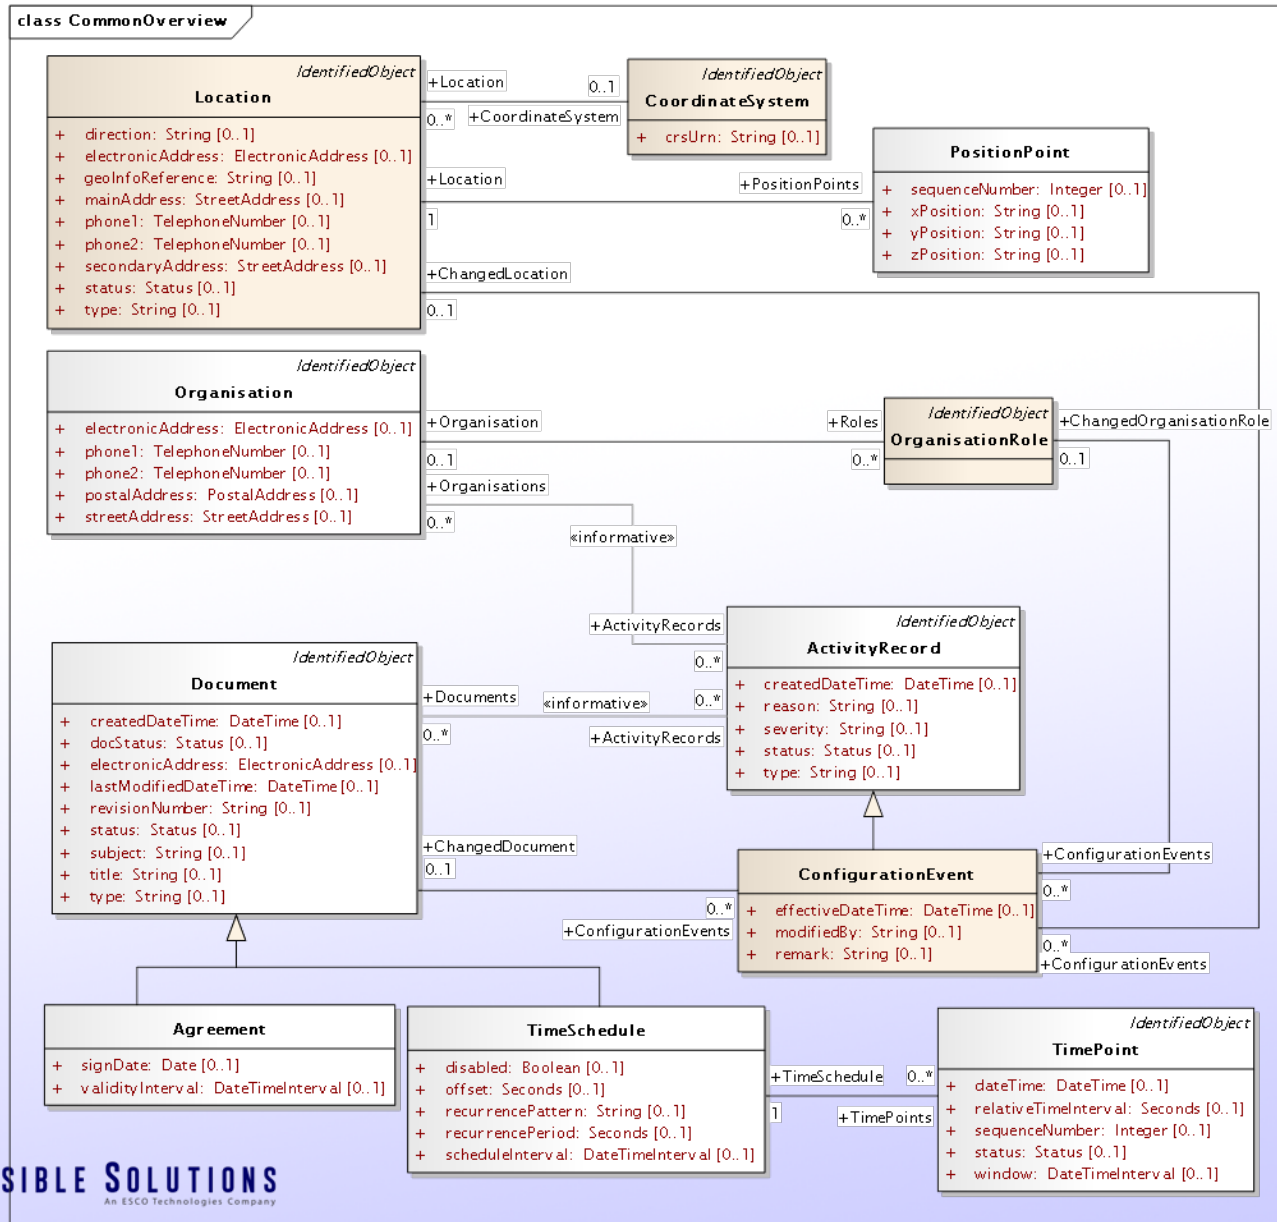 class CommonOverview
IdentifiedObject
Location
+ direction: String [0..1]
+ electronicAddress: ElectronicAddress [0..1]
+ geoInfoReference: String [0..1]
+ mainAddress: StreetAddress [0..1]
+ phone1: TelephoneNumber [0..1]
+ phone2: TelephoneNumber [0..1]
+ secondaryAddress: StreetAddress [0..1]
+ status: Status [0..1]
+ type: String [0..1]
+Location
0..*
0..1
+CoordinateSystem
IdentifiedObject
CoordinateSystem
+ crsUrn: String [0..1]
+Location
1
+PositionPoints
0..*
PositionPoint
+ sequenceNumber: Integer [0..1]
+ xPosition: String [0..1]
+ yPosition: String [0..1]
+ zPosition: String [0..1]
+ChangedLocation
0..1
IdentifiedObject
Organisation
+ electronicAddress: ElectronicAddress [0..1]
+ phone1: TelephoneNumber [0..1]
+ phone2: TelephoneNumber [0..1]
+ postalAddress: PostalAddress [0..1]
+ streetAddress: StreetAddress [0..1]
+Organisation
0..1
+Roles
0..*
IdentifiedObject
OrganisationRole
+ChangedOrganisationRole
0..1
+Organisations
0..*
«informative»
+ActivityRecords
0..*
IdentifiedObject
ActivityRecord
+ createdDateTime: DateTime [0..1]
+ reason: String [0..1]
+ severity: String [0..1]
+ status: Status [0..1]
+ type: String [0..1]
IdentifiedObject
Document
+ createdDateTime: DateTime [0..1]
+ docStatus: Status [0..1]
+ electronicAddress: ElectronicAddress [0..1]
+ lastModifiedDateTime: DateTime [0..1]
+ revisionNumber: String [0..1]
+ status: Status [0..1]
+ subject: String [0..1]
+ title: String [0..1]
+ type: String [0..1]
+Documents
0..*
«informative»
0..*
+ActivityRecords
+ChangedDocument
0..1
0..*
+ConfigurationEvents
ConfigurationEvent
+ effectiveDateTime: DateTime [0..1]
+ modifiedBy: String [0..1]
+ remark: String [0..1]
+ConfigurationEvents
0..*
0..*
+ConfigurationEvents
Agreement
+ signDate: Date [0..1]
+ validityInterval: DateTimeInterval [0..1]
TimeSchedule
+ disabled: Boolean [0..1]
+ offset: Seconds [0..1]
+ recurrencePattern: String [0..1]
+ recurrencePeriod: Seconds [0..1]
+ scheduleInterval: DateTimeInterval [0..1]
+TimeSchedule
1
0..*
+TimePoints
IdentifiedObject
TimePoint
+ dateTime: DateTime [0..1]
+ relativeTimeInterval: Seconds [0..1]
+ sequenceNumber: Integer [0..1]
+ status: Status [0..1]
+ window: DateTimeInterval [0..1]
SIBLE SOLUTIONS
An ESCO Technologies Company